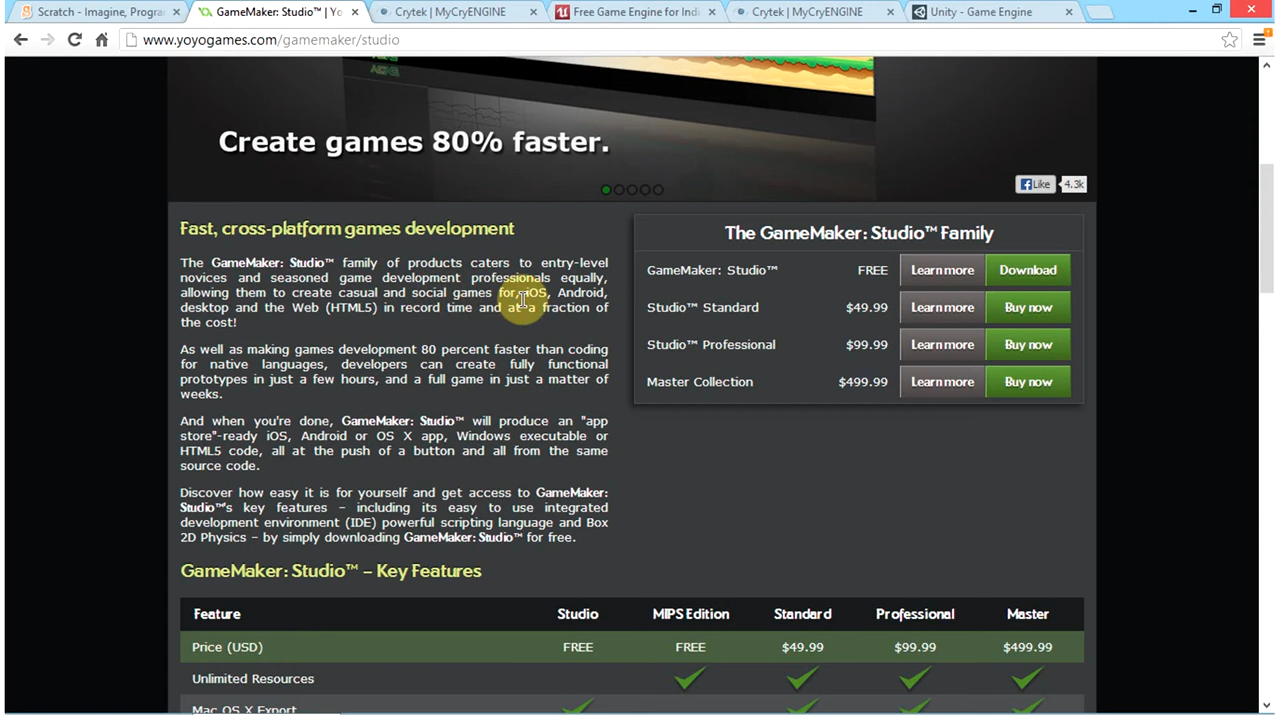 Scratch - Imagine, Progra
GameMaker: Studio™ | Yo
Crytek | MyCryENGINE
Free Game Engine for Indi
Crytek | MyCryENGINE
Unity - Game Engine
www.yoyogames.com/gamemaker/studio
Create games 80% faster.
Like 4.3k
Fast, cross-platform games development
The GameMaker: Studio™ family of products caters to entry-level
novices and seasoned game development professionals equally,
allowing them to create casual and social games for, iOS, Android,
desktop and the Web (HTML5) in record time and at a fraction of
the cost!
As well as making games development 80 percent faster than coding
for native languages, developers can create fully functional
prototypes in just a few hours, and a full game in just a matter of
weeks.
And when you're done, GameMaker: Studio™ will produce an "app
store"-ready iOS, Android or OS X app, Windows executable or
HTML5 code, all at the push of a button and all from the same
source code.
Discover how easy it is for yourself and get access to GameMaker:
Studio™'s key features – including its easy to use integrated
development environment (IDE) powerful scripting language and Box
2D Physics – by simply downloading GameMaker: Studio™ for free.
The GameMaker: Studio™ Family
GameMaker: Studio™ FREE Learn more Download
Studio™ Standard $49.99 Learn more Buy now
Studio™ Professional $99.99 Learn more Buy now
Master Collection $499.99 Learn more Buy now
GameMaker: Studio™ – Key Features
Feature Studio MIPS Edition Standard Professional Master
Price (USD) FREE FREE $49.99 $99.99 $499.99
Unlimited Resources
Mac OS X Export